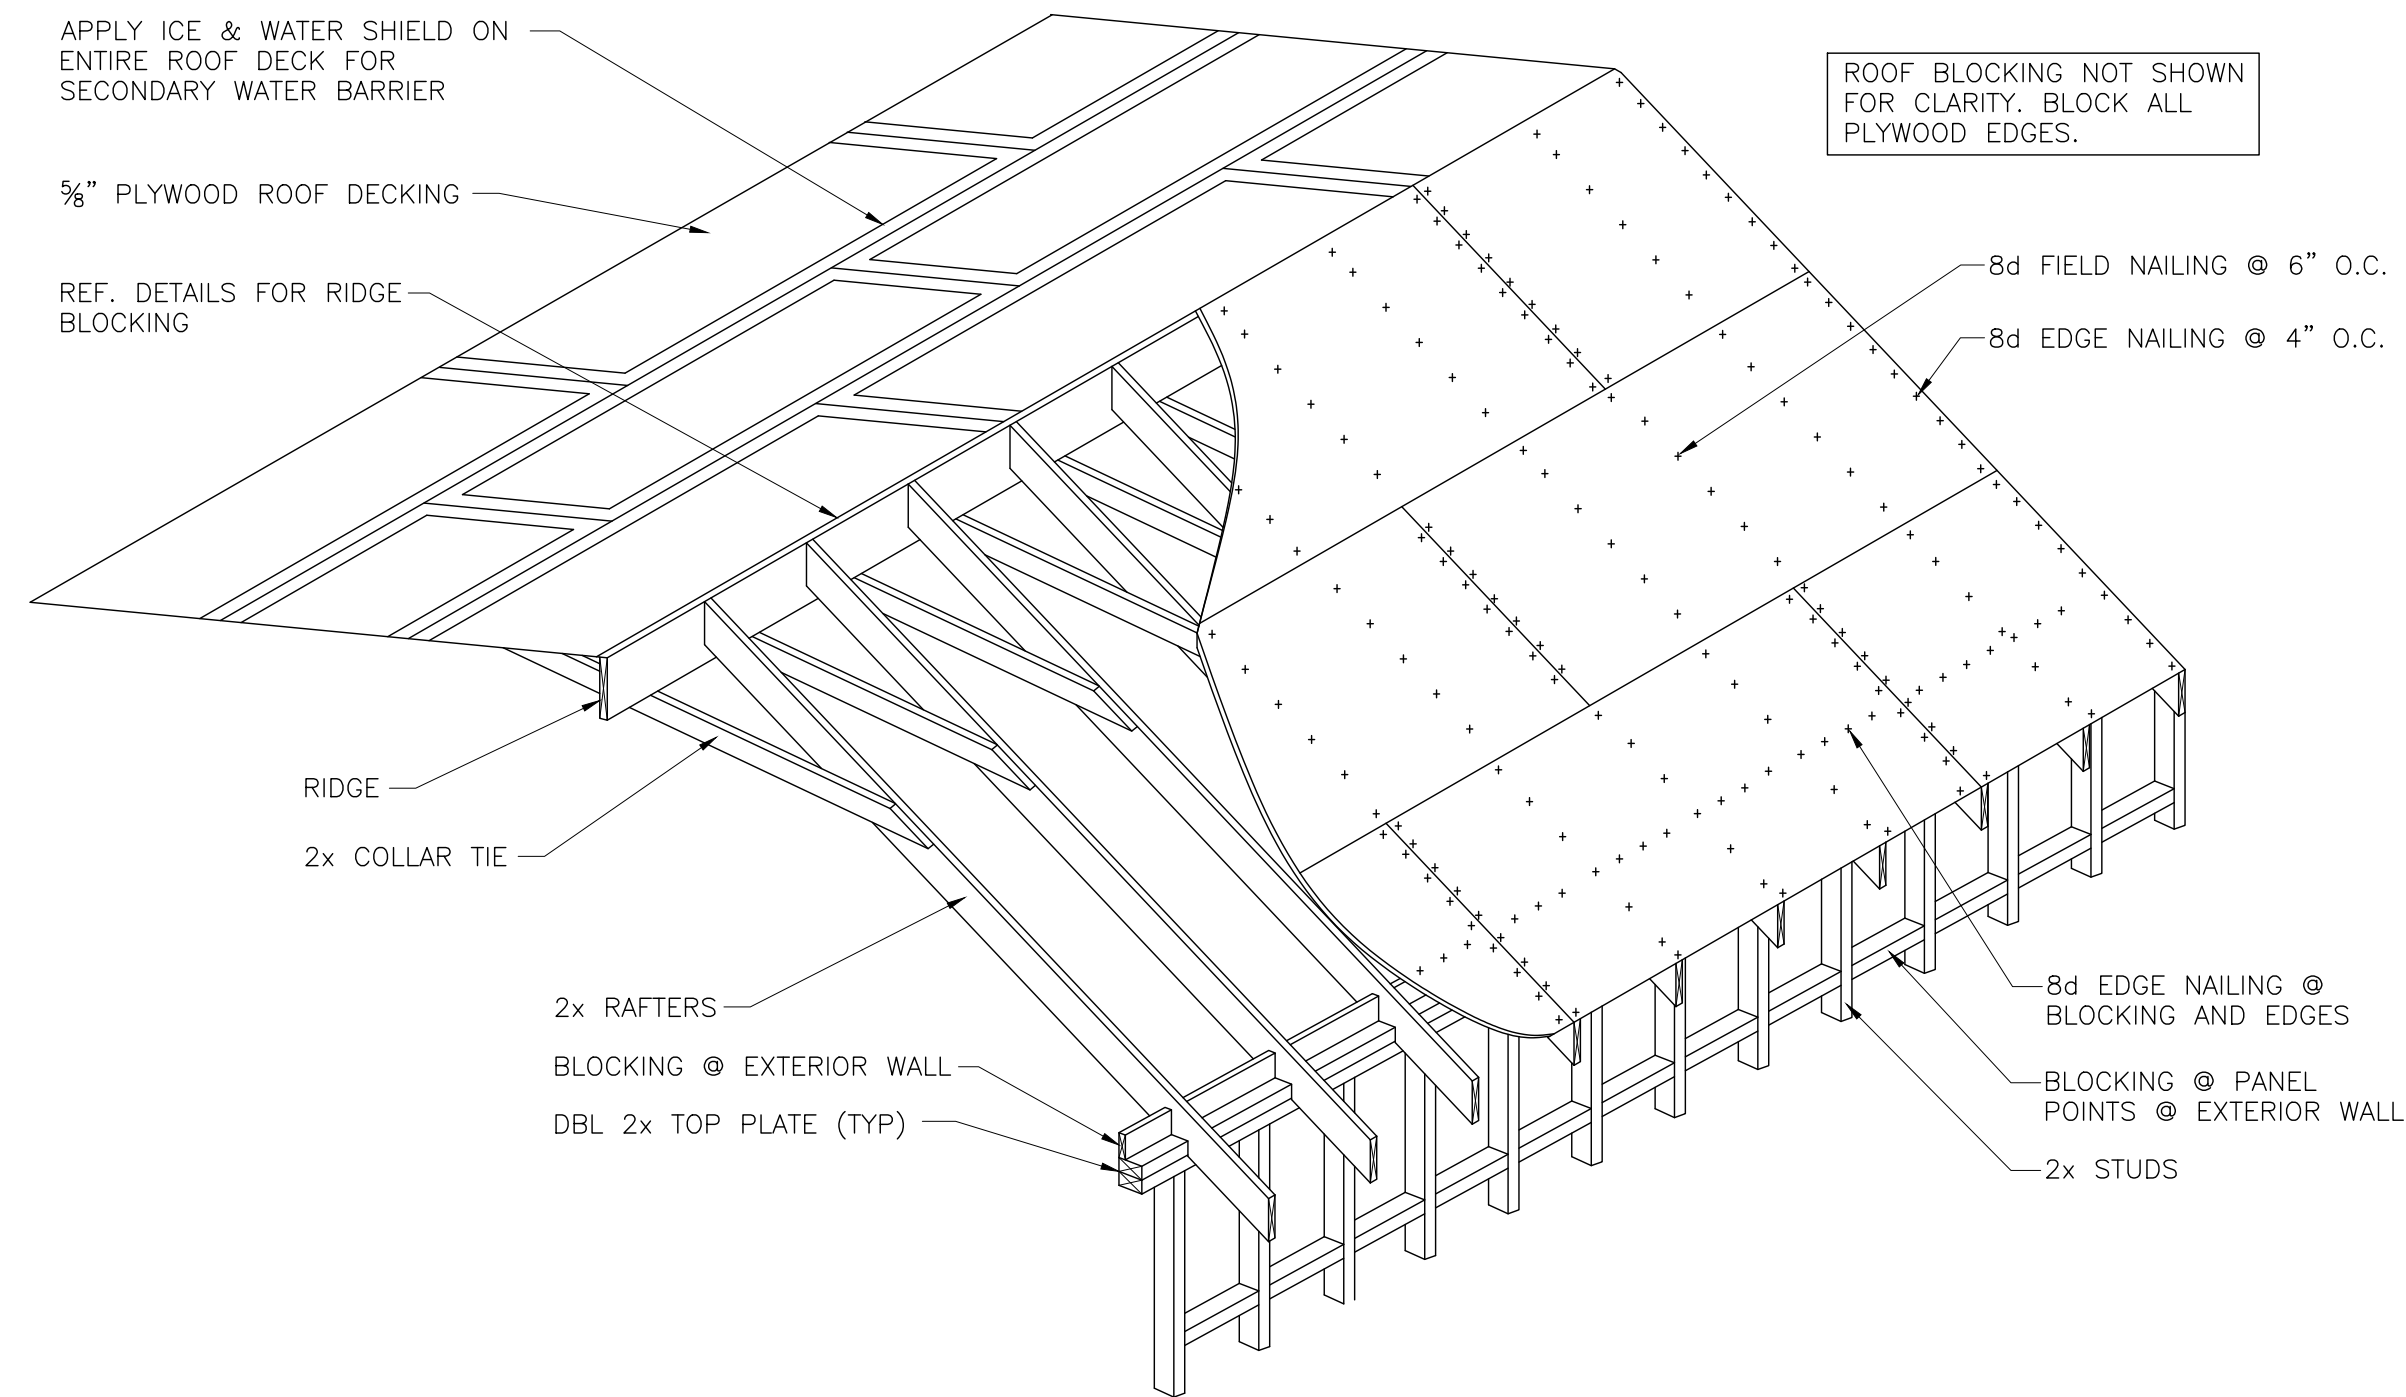 APPLY ICE & WATER SHIELD ON
ENTIRE ROOF DECK FOR
SECONDARY WATER BARRIER
⅝” PLYWOOD ROOF DECKING
REF. DETAILS FOR RIDGE
BLOCKING
RIDGE
2x COLLAR TIE
2x RAFTERS
BLOCKING @ EXTERIOR WALL
DBL 2x TOP PLATE (TYP)
ROOF BLOCKING NOT SHOWN
FOR CLARITY. BLOCK ALL
PLYWOOD EDGES.
8d FIELD NAILING @ 6” O.C.
8d EDGE NAILING @ 4” O.C.
8d EDGE NAILING @
BLOCKING AND EDGES
BLOCKING @ PANEL
POINTS @ EXTERIOR WALL
2x STUDS